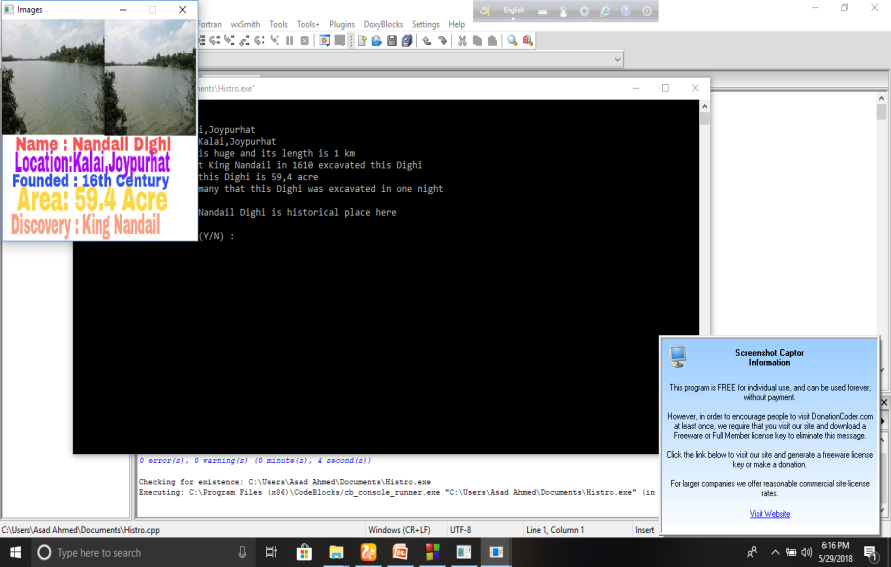 Images
Fortran wxSmith Tools Tools+ Plugins DoxyBlocks Settings Help
English
Name : Nandail Dighi
Location:Kalai,Joypurhat
Founded : 16th Century
Area: 59.4 Acre
Discovery : King Nandail
ents\Histro.exe"
i,Joypurhat
Kalai,Joypurhat
is huge and its length is 1 km
t King Nandail in 1610 excavated this Dighi
this Dighi is 59,4 acre
many that this Dighi was excavated in one night
Nandail Dighi is historical place here
(Y/N) :
Screenshot Captor
Information
This program is FREE for individual use, and can be used forever,
without payment.
However, in order to encourage people to visit DonationCoder.com
at least once, we require that you visit our site and download a
Freeware or Full Member license key to eliminate this message.
Click the link below to visit our site and generate a freeware license
key or make a donation.
For larger companies we offer reasonable commercial site-license
rates.
Visit Website
0 error(s), 0 warning(s) (0 minute(s), 4 second(s))
Checking for existence: C:\Users\Asad Ahmed\Documents\Histro.exe
Executing: C:\Program Files (x86)\CodeBlocks/cb_console_runner.exe "C:\Users\Asad Ahmed\Documents\Histro.exe" (in
C:\Users\Asad Ahmed\Documents\Histro.cpp Windows (CR+LF) UTF-8 Line 1, Column 1 Insert
Type here to search
6:16 PM
5/29/2018
1